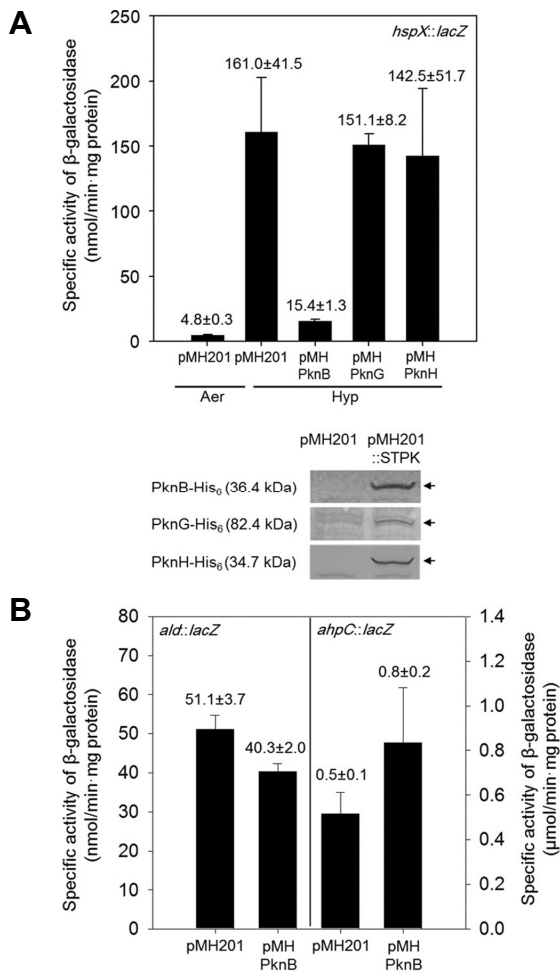 A
hspX::lacZ
Specific activity of β-galactosidase
(nmol/min·mg protein)
250
200
150
100
50
0
4.8±0.3
161.0±41.5
15.4±1.3
151.1±8.2
142.5±51.7
pMH201 pMH201 pMH PknB pMH PknG pMH PknH
Aer Hyp
pMH201 pMH201
::STPK
PknB-His₆ (36.4 kDa)
PknG-His₆ (82.4 kDa)
PknH-His₆ (34.7 kDa)
B
ald::lacZ ahpC::lacZ
Specific activity of β-galactosidase
(nmol/min·mg protein)
80
70
60
50
40
30
20
10
0
51.1±3.7
40.3±2.0
0.5±0.1
0.8±0.2
1.4
1.2
1.0
0.8
0.6
0.4
0.2
0.0
Specific activity of β-galactosidase
(μmol/min·mg protein)
pMH201 pMH PknB pMH201 pMH PknB